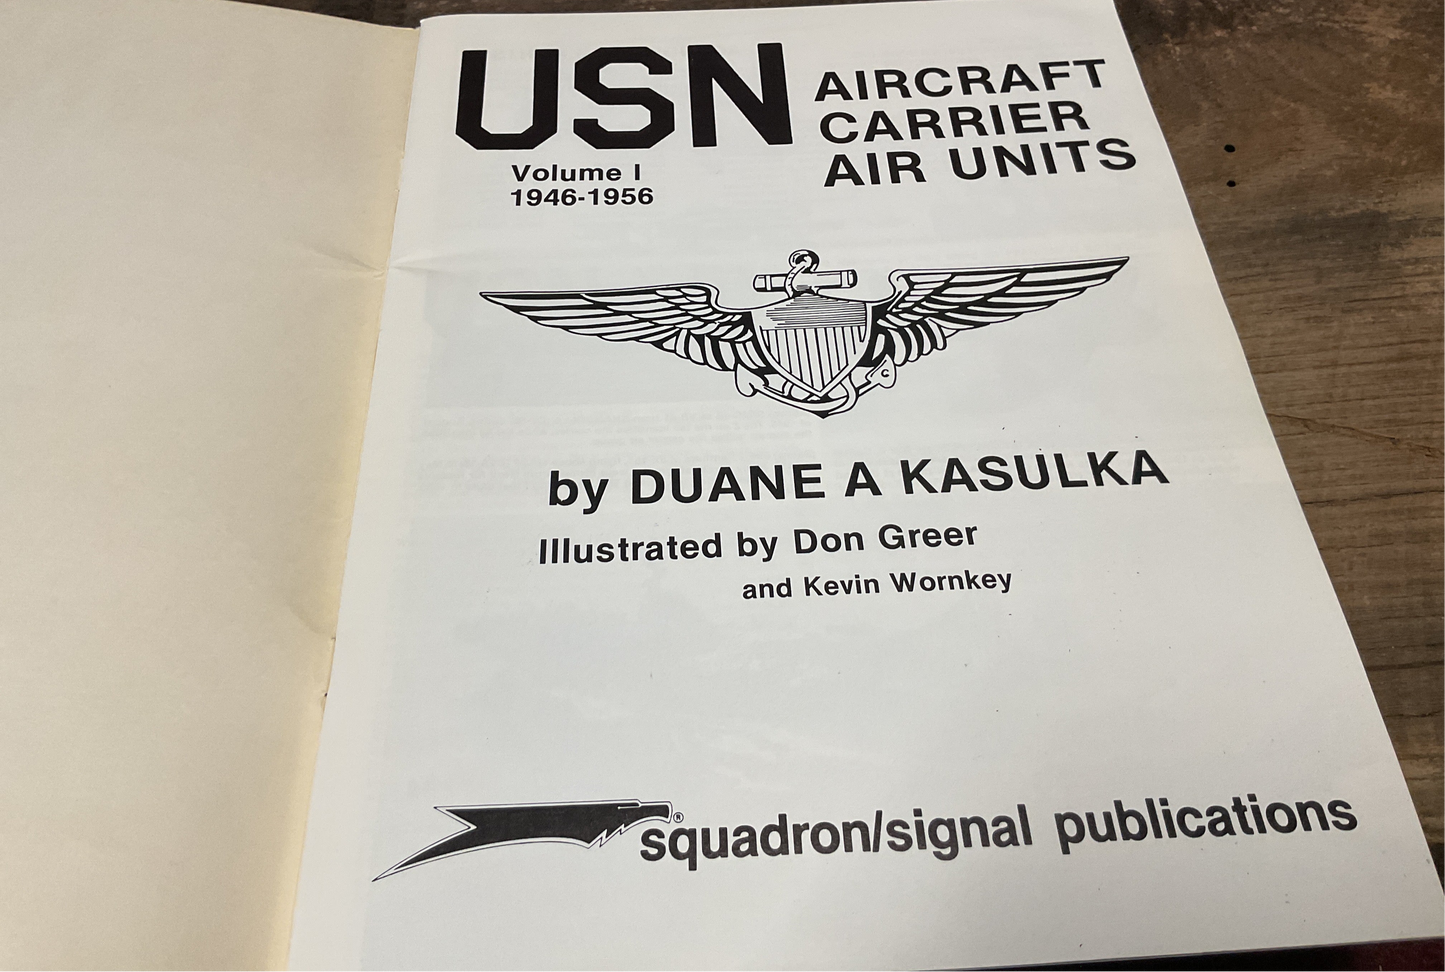 USN AIRCRAFT
CARRIER
AIR UNITS
Volume I
1946-1956
C
by DUANE A KASULKA
Illustrated by Don Greer
and Kevin Wornkey
® squadron/signal publications